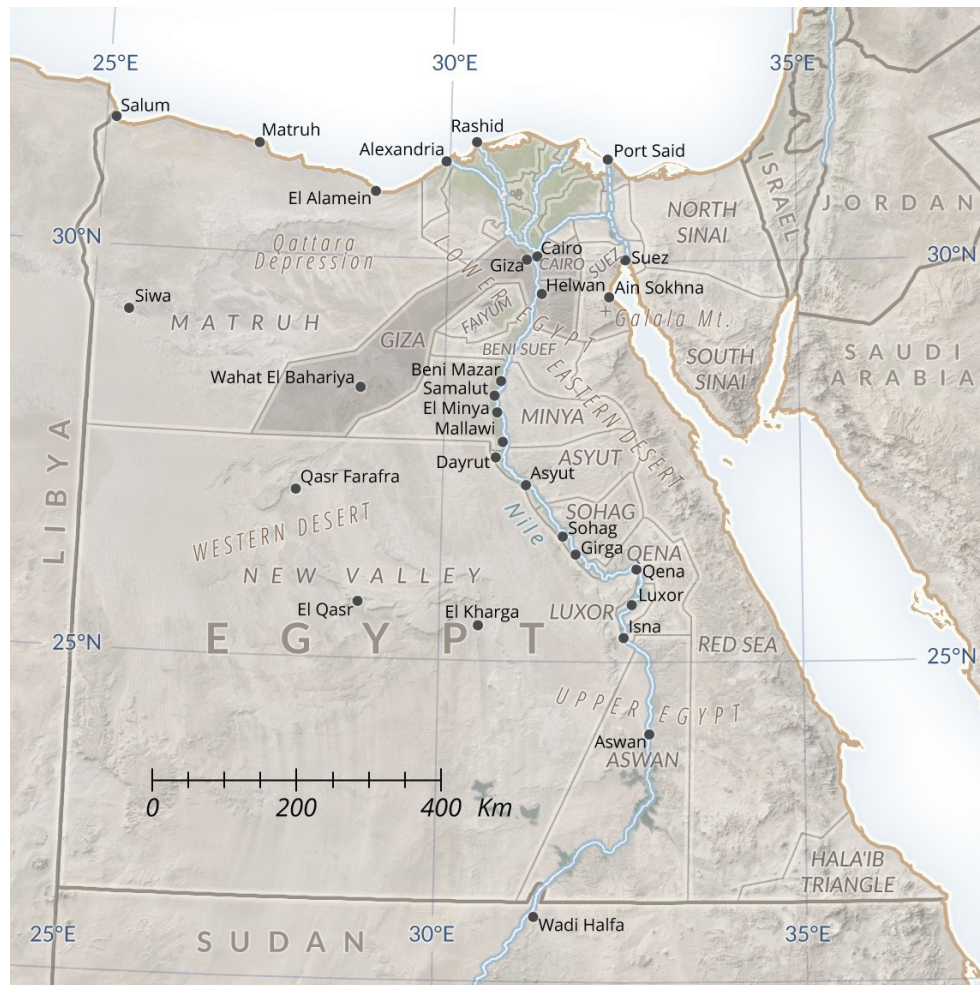 25°E
30°E
35°E
Salum
Matruh
Rashid
Alexandria
Port Said
El Alamein
ISRAEL
JORDAN
NORTH
SINAI
30°N
Qattara
Depression
LOWER EGYPT
Cairo
CAIRO
Giza
SUEZ
Suez
30°N
Siwa
Helwan
Ain Sokhna
MATRUH
GIZA
FAIYUM
Galala Mt.
BENI SUEF
SOUTH
SINAI
SAUDI
ARABIA
Wahat El Bahariya
Beni Mazar
Samalut
El Minya
Mallawi
MINYA
EASTERN DESERT
LIBYA
Dayrut
ASYUT
Qasr Farafra
Asyut
Nile
SOHAG
WESTERN DESERT
Sohag
Girga
QENA
Qena
NEW VALLEY
El Qasr
El Kharga
LUXOR
Luxor
EGYPT
Isna
RED SEA
25°N
25°N
UPPER EGYPT
Aswan
ASWAN
0 200 400 Km
HALA'IB
TRIANGLE
Wadi Halfa
25°E
30°E
35°E
SUDAN